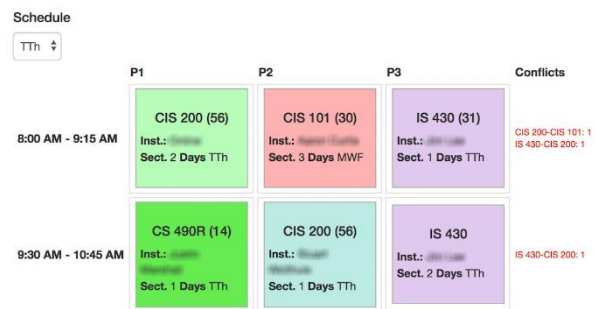 Schedule
TTh
P1 P2 P3 Conflicts
8:00 AM - 9:15 AM
CIS 200 (56)
Inst.:
Sect. 2 Days TTh
CIS 101 (30)
Inst.:
Sect. 3 Days MWF
IS 430 (31)
Inst.:
Sect. 1 Days TTh
CIS 200-CIS 101: 1
IS 430-CIS 200: 1
9:30 AM - 10:45 AM
CS 490R (14)
Inst.:
Sect. 1 Days TTh
CIS 200 (56)
Inst.:
Sect. 1 Days TTh
IS 430
Inst.:
Sect. 2 Days TTh
IS 430-CIS 200: 1